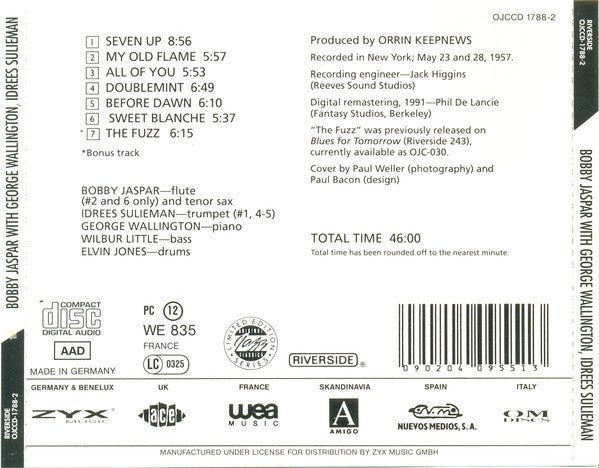 OJCCD 1788-2
1 SEVEN UP 8:56
2 MY OLD FLAME 5:57
3 ALL OF YOU 5:53
4 DOUBLEMINT 6:49
5 BEFORE DAWN 6:10
6 SWEET BLANCHE 5:37
*7 THE FUZZ 6:15
*Bonus track
BOBBY JASPAR—flute
(#2 and 6 only) and tenor sax
IDREES SULIEMAN—trumpet (#1, 4-5)
GEORGE WALLINGTON—piano
WILBUR LITTLE—bass
ELVIN JONES—drums
Produced by ORRIN KEEPNEWS
Recorded in New York; May 23 and 28, 1957.
Recording engineer—Jack Higgins
(Reeves Sound Studios)
Digital remastering, 1991—Phil De Lancie
(Fantasy Studios, Berkeley)
"The Fuzz" was previously released on
Blues for Tomorrow (Riverside 243),
currently available as OJC-030.
Cover by Paul Weller (photography) and
Paul Bacon (design)
TOTAL TIME 46:00
Total time has been rounded off to the nearest minute.
COMPACT
disc
DIGITAL AUDIO
AAD
MADE IN GERMANY
PC 12
WE 835
FRANCE
LC 0325
LIMITED EDITION
ORIGINAL
Jazz
CLASSICS
SERIES
RIVERSIDE
0 90204 09551 3
GERMANY & BENELUX
UK
FRANCE
SKANDINAVIA
SPAIN
ITALY
ZYX
MUSIC
ace
wea
MUSIC
A
AMIGO
N.M.
NUEVOS MEDIOS, S.A.
OM
DISCS
MANUFACTURED UNDER LICENSE FOR DISTRIBUTION BY ZYX MUSIC GMBH
RIVERSIDE
OJCCD-1788-2
BOBBY JASPAR WITH GEORGE WALLINGTON, IDREES SULIEMAN
RIVERSIDE
OJCCD-1788-2
BOBBY JASPAR WITH GEORGE WALLINGTON, IDREES SULIEMAN